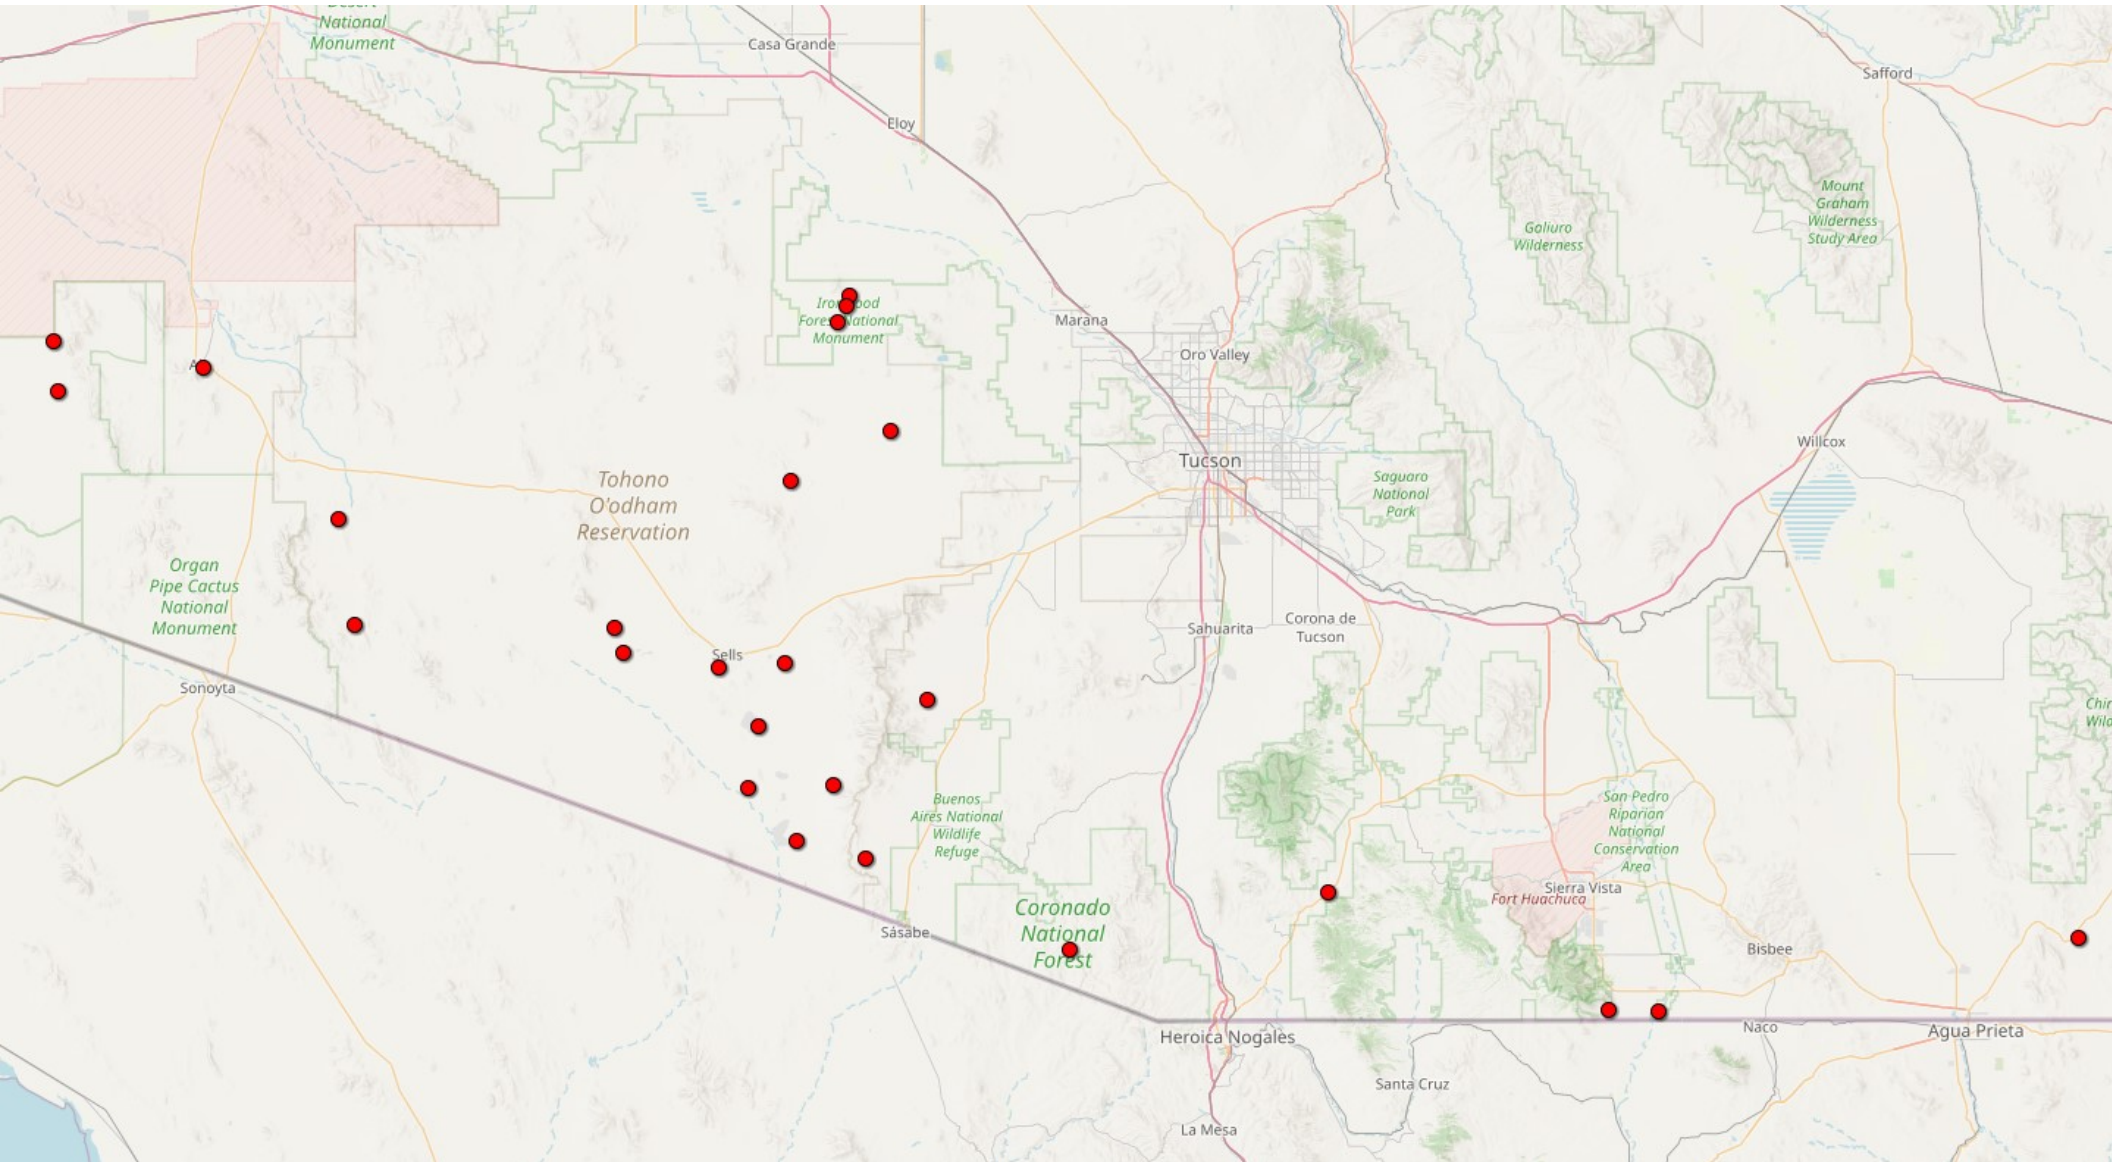 National
Monument
Casa Grande
Safford
Eloy
Mount
Graham
Wilderness
Study Area
Galiuro
Wilderness
National
Monument
Marana
Oro Valley
Willcox
Tucson
Saguaro
National
Park
Tohono
O'odham
Reservation
Organ
Pipe Cactus
National
Monument
Sahuarita
Corona de
Tucson
Sells
Sonoyta
Buenos
Aires National
Wildlife
Refuge
San Pedro
Riparian
National
Conservation
Area
Sierra Vista
Fort Huachuca
Coronado
National
Forest
Sásabe
Bisbee
Heroica Nogales
Naco
Agua Prieta
Santa Cruz
La Mesa